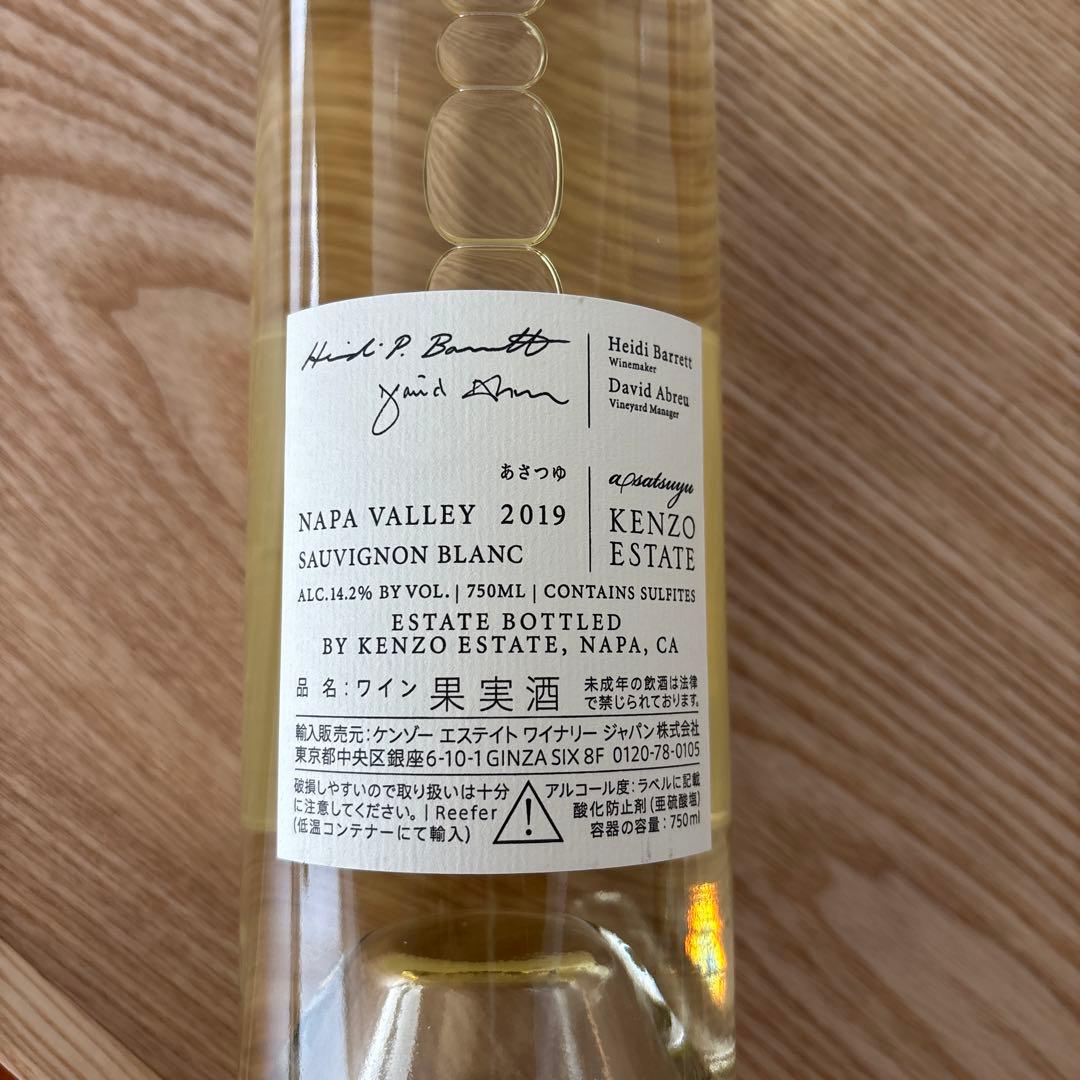 Heidi P. Barrett
David Abreu
Heidi Barrett
Winemaker
David Abreu
Vineyard Manager
あさつゆ
NAPA VALLEY 2019
SAUVIGNON BLANC
asatsuyu
KENZO
ESTATE
ALC.14.2% BY VOL. | 750ML | CONTAINS SULFITES
ESTATE BOTTLED
BY KENZO ESTATE, NAPA, CA
品 名:ワイン 果実酒
未成年の飲酒は法律
で禁じられております。
輸入販売元:ケンゾー エステイト ワイナリー ジャパン株式会社
東京都中央区銀座6-10-1 GINZA SIX 8F 0120-78-0105
破損しやすいので取り扱いは十分
に注意してください。| Reefer
(低温コンテナーにて輸入)
アルコール度:ラベルに記載
酸化防止剤(亜硫酸塩)
容器の容量:750ml